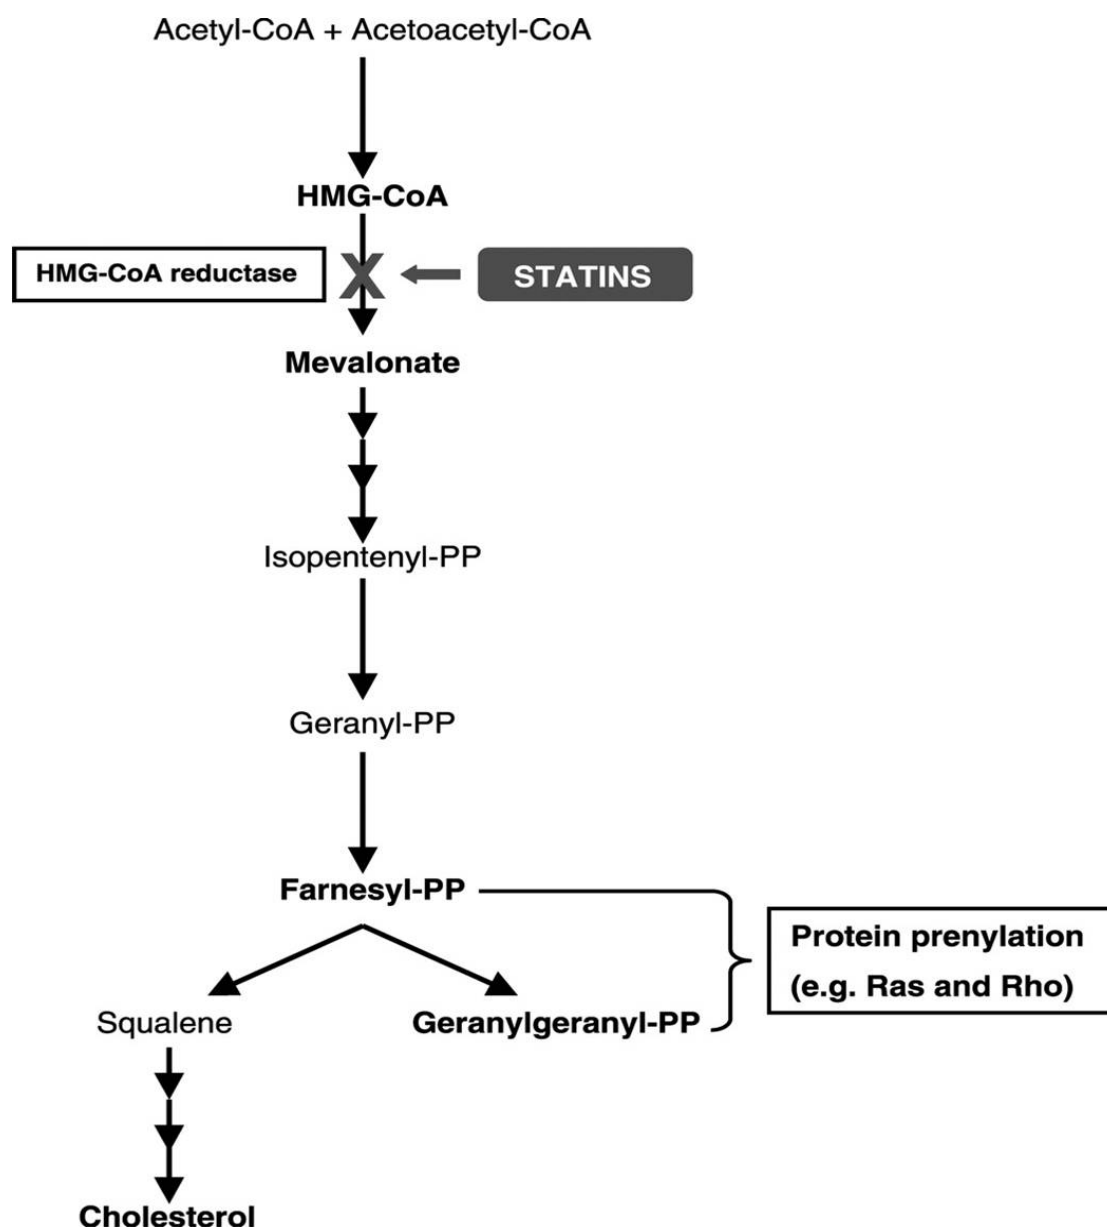 Acetyl-CoA + Acetoacetyl-CoA
HMG-CoA
HMG-CoA reductase
X
STATINS
Mevalonate
Isopentenyl-PP
Geranyl-PP
Farnesyl-PP
Protein prenylation
(e.g. Ras and Rho)
Squalene
Geranylgeranyl-PP
Cholesterol